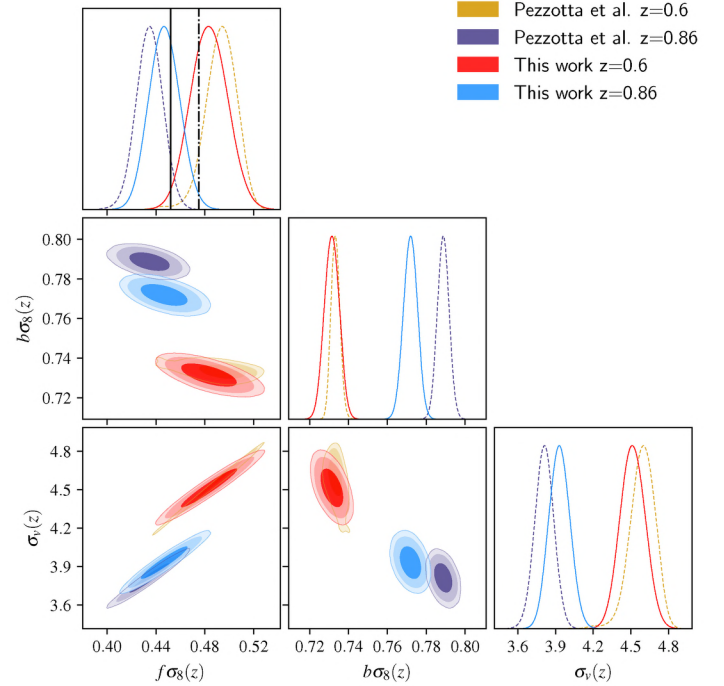 Pezzotta et al. z=0.6
Pezzotta et al. z=0.86
This work z=0.6
This work z=0.86
0.80
0.78
0.76
0.74
0.72
bσ₈(z)
4.8
4.5
4.2
3.9
3.6
σᵥ(z)
0.40 0.44 0.48 0.52
fσ₈(z)
0.72 0.74 0.76 0.78 0.80
bσ₈(z)
3.6 3.9 4.2 4.5 4.8
σᵥ(z)